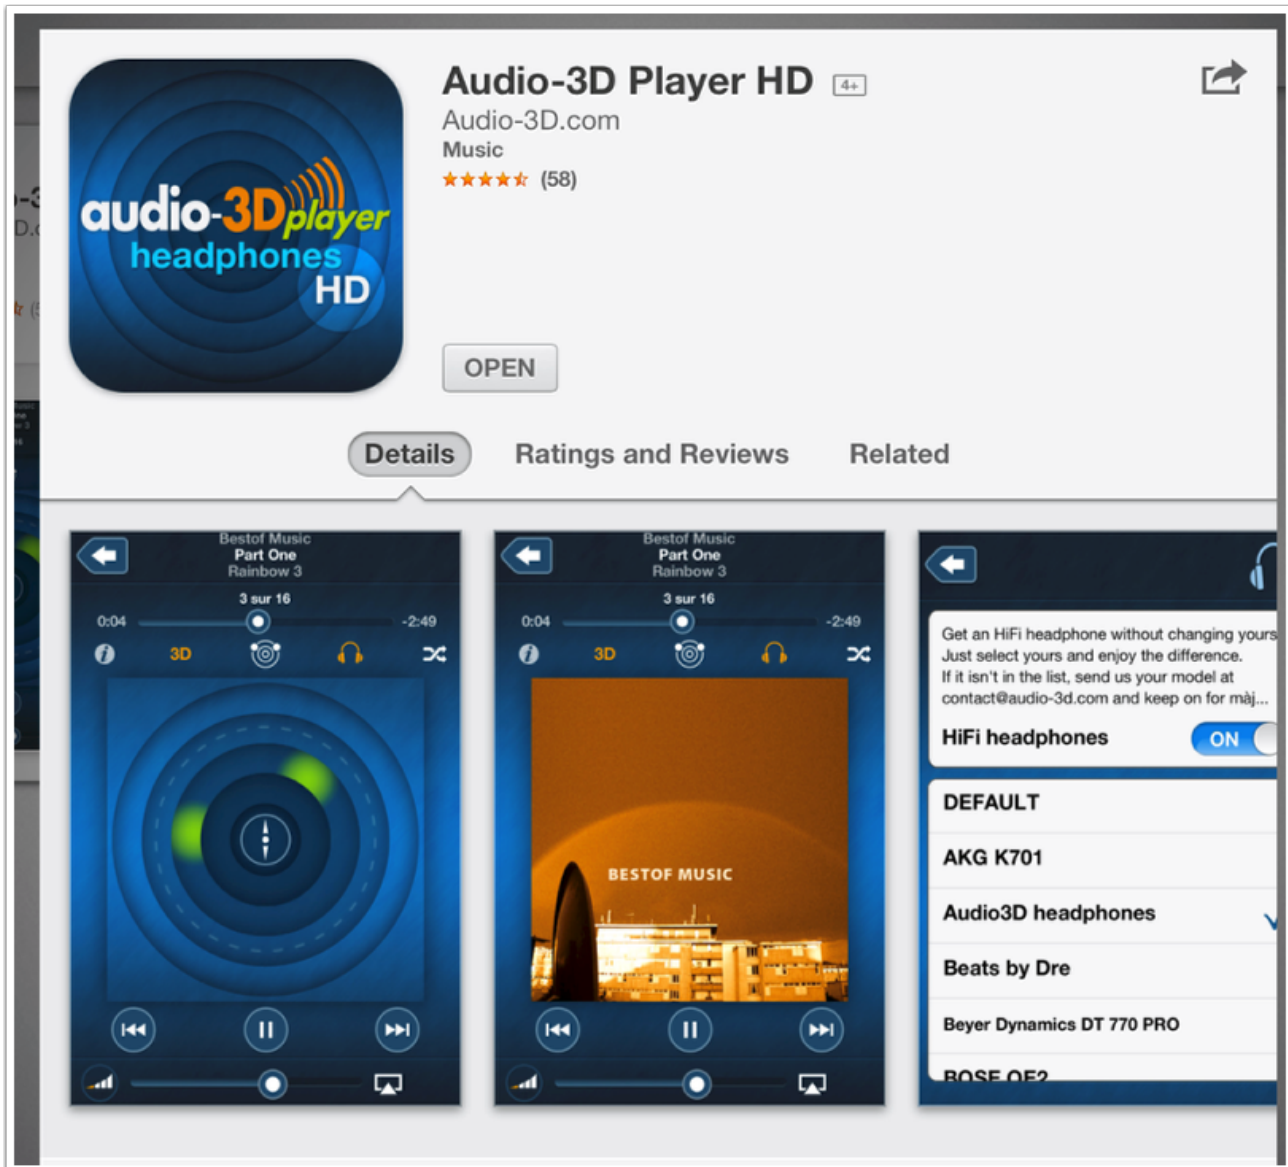 Audio-3D Player HD 4+
Audio-3D.com
Music
(58)
audio-3Dplayer
headphones
HD
OPEN
Details Ratings and Reviews Related
Bestof Music
Part One
Rainbow 3
3 sur 16
0:04 -2:49
3D
Bestof Music
Part One
Rainbow 3
3 sur 16
0:04 -2:49
3D
BESTOF MUSIC
Get an HiFi headphone without changing yours
Just select yours and enjoy the difference.
If it isn't in the list, send us your model at
contact@audio-3d.com and keep on for màj...
HiFi headphones ON
DEFAULT
AKG K701
Audio3D headphones
Beats by Dre
Beyer Dynamics DT 770 PRO
BOSE OE2